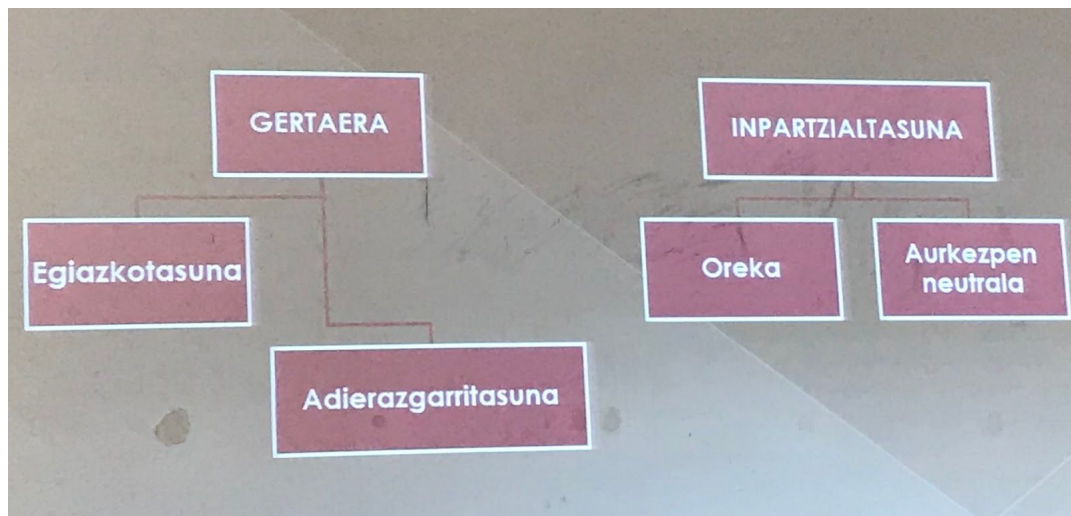 GERTAERA
Egiazkotasuna
Adierazgarritasuna
INPARTZIALTASUNA
Oreka
Aurkezpen
neutrala